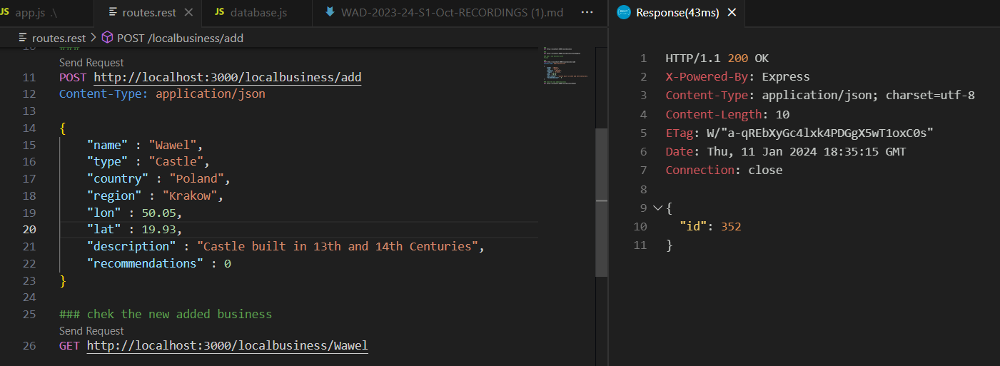 JS app.js .\
routes.rest
JS database.js
WAD-2023-24-S1-Oct-RECORDINGS (1).md
...
routes.rest > POST /localbusiness/add
10 ###
Send Request
11 POST http://localhost:3000/localbusiness/add
12 Content-Type: application/json
13
14 {
15 "name" : "Wawel",
16 "type" : "Castle",
17 "country" : "Poland",
18 "region" : "Krakow",
19 "lon" : 50.05,
20 "lat" : 19.93,
21 "description" : "Castle built in 13th and 14th Centuries",
22 "recommendations" : 0
23 }
24
25 ### chek the new added business
Send Request
26 GET http://localhost:3000/localbusiness/Wawel
Response(43ms)
1 HTTP/1.1 200 OK
2 X-Powered-By: Express
3 Content-Type: application/json; charset=utf-8
4 Content-Length: 10
5 ETag: W/"a-qREbXyGc4lxk4PDGgX5wT1oxC0s"
6 Date: Thu, 11 Jan 2024 18:35:15 GMT
7 Connection: close
8
9 {
10 "id": 352
11 }